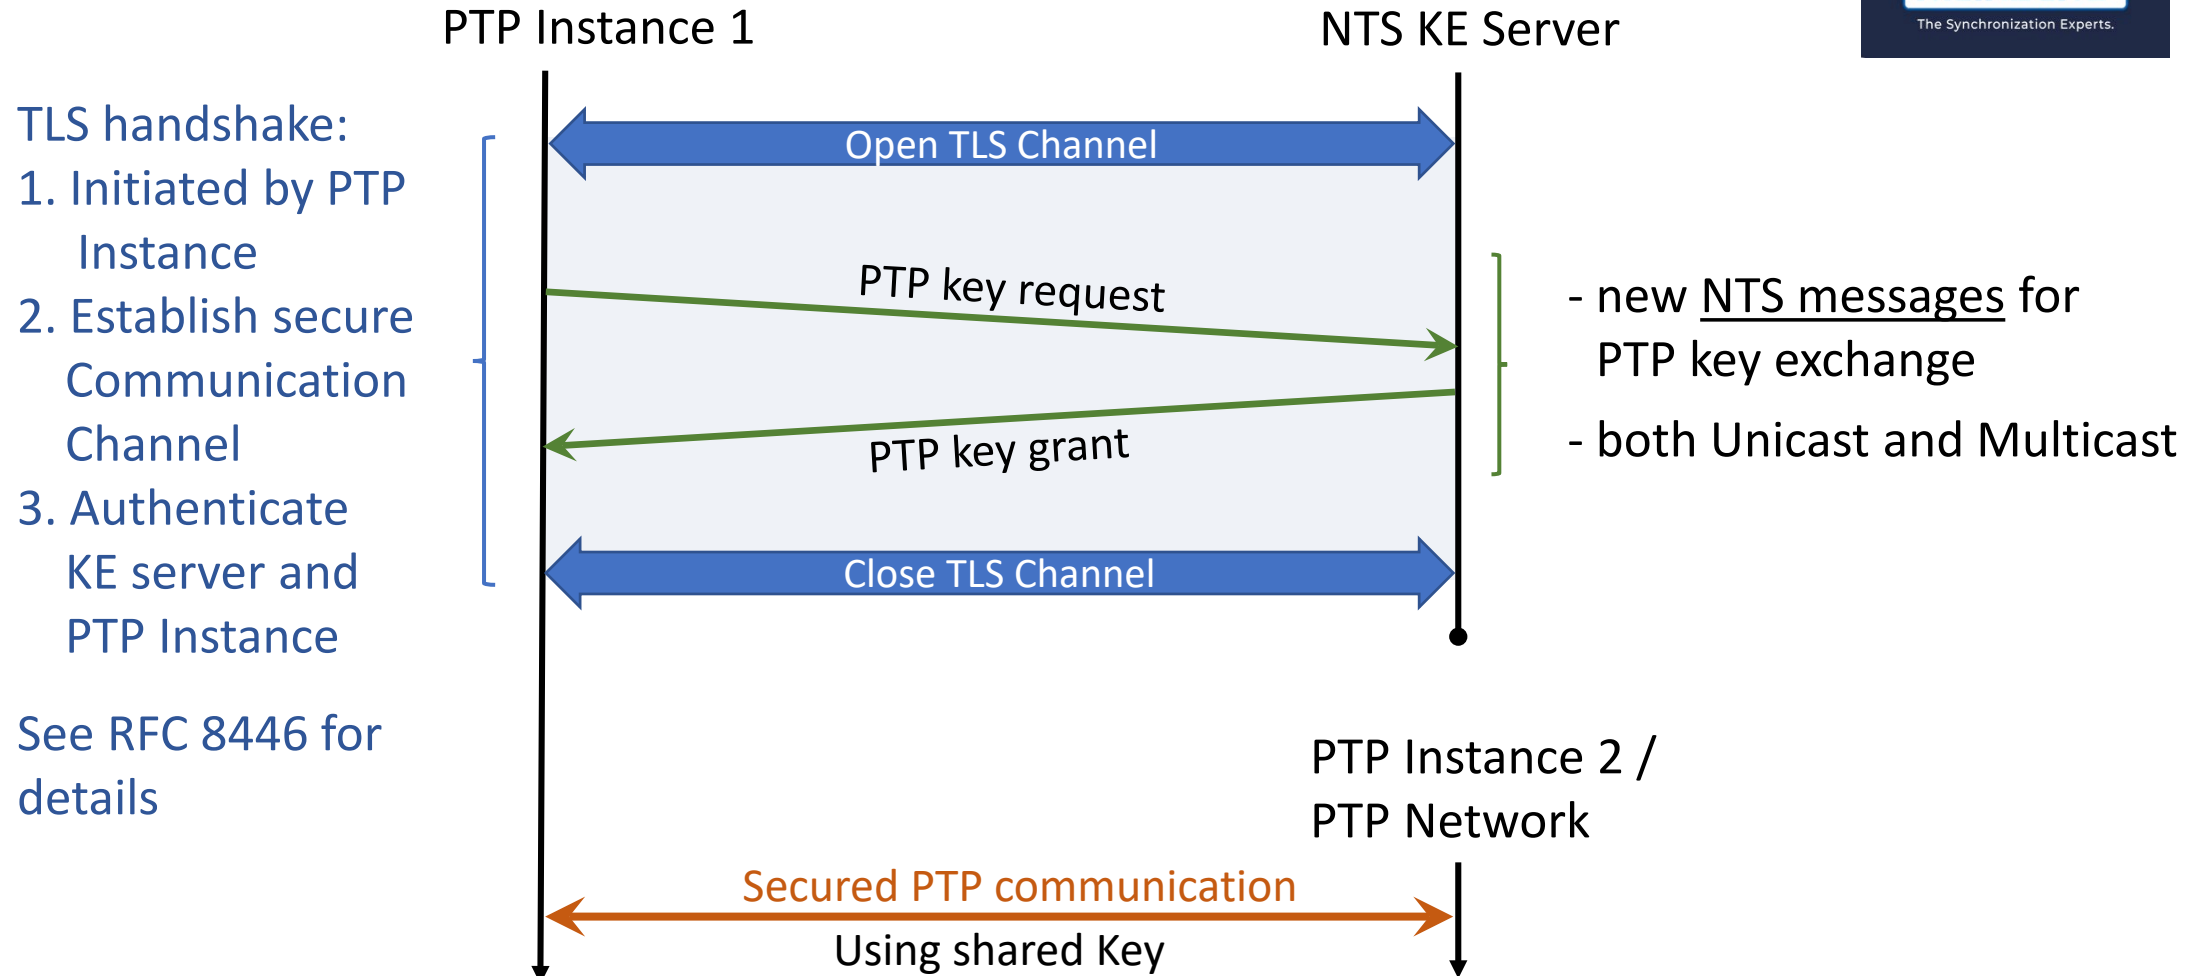 PTP Instance 1
NTS KE Server
The Synchronization Experts.
TLS handshake:
1. Initiated by PTP
Instance
2. Establish secure
Communication
Channel
3. Authenticate
KE server and
PTP Instance
See RFC 8446 for
details
Open TLS Channel
PTP key request
PTP key grant
Close TLS Channel
- new NTS messages for
PTP key exchange
- both Unicast and Multicast
PTP Instance 2 /
PTP Network
Secured PTP communication
Using shared Key